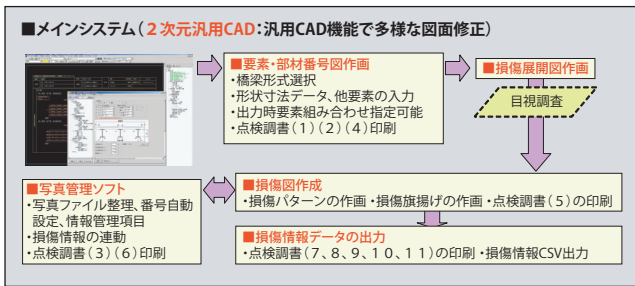 ■メインシステム(２次元汎用CAD：汎用CAD機能で多様な図面修正)
■要素・部材番号図作画
・橋梁形式選択
・形状寸法データ、他要素の入力
・出力時要素組み合わせ指定可能
・点検調書(１)(２)(４)印刷
■損傷展開図作画
目視調査
■写真管理ソフト
・写真ファイル整理、番号自動
設定、情報管理項目
・損傷情報の連動
・点検調書(３)(６)印刷
■損傷図作成
・損傷パターンの作画・損傷旗揚げの作画・点検調書(５)の印刷
■損傷情報データの出力
・点検調書(７、８、９、１０、１１)の印刷・損傷情報CSV出力